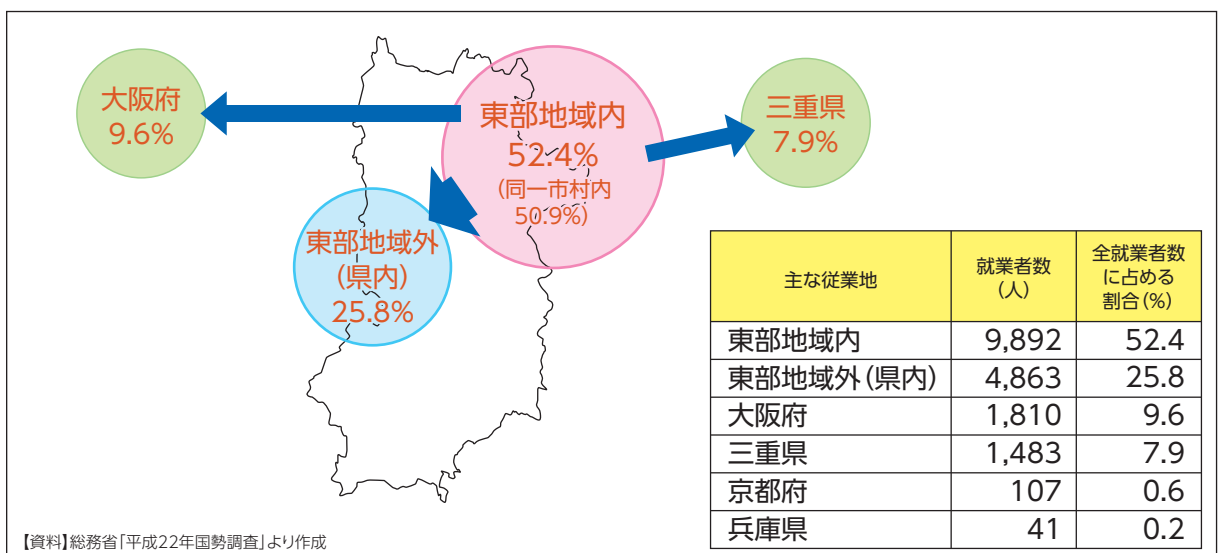 大阪府
9.6%
東部地域内
52.4%
(同一市村内
50.9%)
三重県
7.9%
東部地域外
(県内)
25.8%
主な従業地
就業者数
(人)
全就業者数
に占める
割合(%)
東部地域内 9,892 52.4
東部地域外(県内) 4,863 25.8
大阪府 1,810 9.6
三重県 1,483 7.9
京都府 107 0.6
兵庫県 41 0.2
【資料】総務省「平成22年国勢調査」より作成